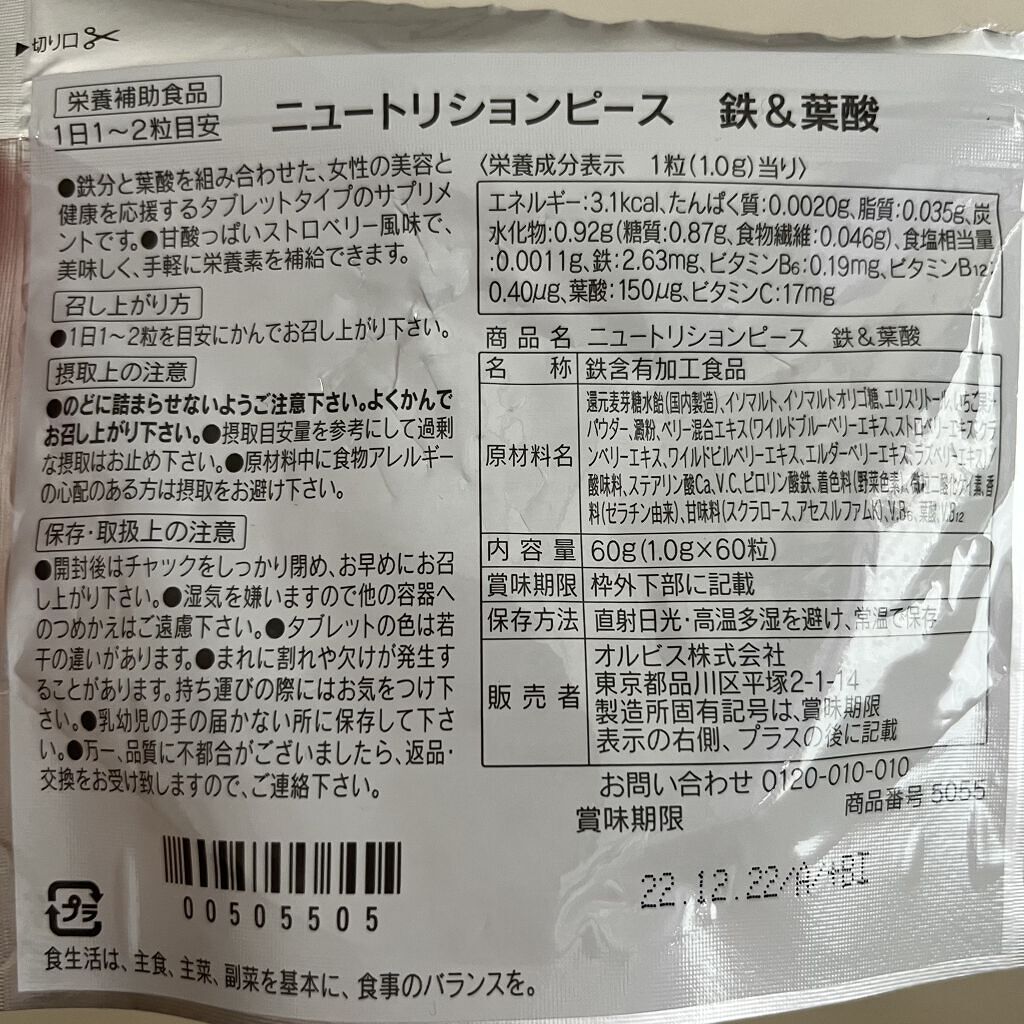 ▶切り口
栄養補助食品
1日1～2粒目安
ニュートリションピース 鉄＆葉酸
●鉄分と葉酸を組み合わせた、女性の美容と
健康を応援するタブレットタイプのサプリメ
ントです。●甘酸っぱいストロベリー風味で、
美味しく、手軽に栄養素を補給できます。
召し上がり方
●1日1～2粒を目安にかんでお召し上がり下さい。
摂取上の注意
●のどに詰まらせないようご注意下さい。よくかんで
お召し上がり下さい。●摂取目安量を参考にして過剰
な摂取はお止め下さい。●原材料中に食物アレルギー
の心配のある方は摂取をお避け下さい。
保存・取扱上の注意
●開封後はチャックをしっかり閉め、お早めにお召
し上がり下さい。●湿気を嫌いますので他の容器へ
のつめかえはご遠慮下さい。●タブレットの色は若
干の違いがあります。●まれに割れや欠けが発生す
ることがあります。持ち運びの際にはお気をつけ下
さい。●乳幼児の手の届かない所に保存して下さ
い。●万一、品質に不都合がございましたら、返品・
交換をお受け致しますので、ご連絡下さい。
〈栄養成分表示 1粒(1.0g)当り〉
エネルギー:3.1kcal、たんぱく質:0.0020g、脂質:0.035g、炭
水化物:0.92g(糖質:0.87g、食物繊維:0.046g)、食塩相当量
:0.0011g、鉄:2.63mg、ビタミンB6:0.19mg、ビタミンB12:
0.40μg、葉酸:150μg、ビタミンC:17mg
商品名 ニュートリションピース 鉄＆葉酸
名称 鉄含有加工食品
原材料名
還元麦芽糖水飴(国内製造)、イソマルト、イソマルトオリゴ糖、エリスリトール、いちご果汁
パウダー、澱粉、ベリー混合エキス(ワイルドブルーベリーエキス、ストロベリーエキス、クラ
ンベリーエキス、ワイルドビルベリーエキス、エルダーベリーエキス、ラズベリーエキス)/
酸味料、ステアリン酸Ca、V.C、ピロリン酸鉄、着色料(野菜色素)、微粒二酸化ケイ素、香
料(ゼラチン由来)、甘味料(スクラロース、アセスルファムK)、V.B6、葉酸、V.B12
内容量 60g(1.0g×60粒)
賞味期限 枠外下部に記載
保存方法 直射日光・高温多湿を避け、常温で保存
販売者
オルビス株式会社
東京都品川区平塚2-1-14
製造所固有記号は、賞味期限
表示の右側、プラスの後に記載
お問い合わせ 0120-010-010
商品番号 5055
賞味期限
22.12.22/A/+BI
00505505
プラ
食生活は、主食、主菜、副菜を基本に、食事のバランスを。